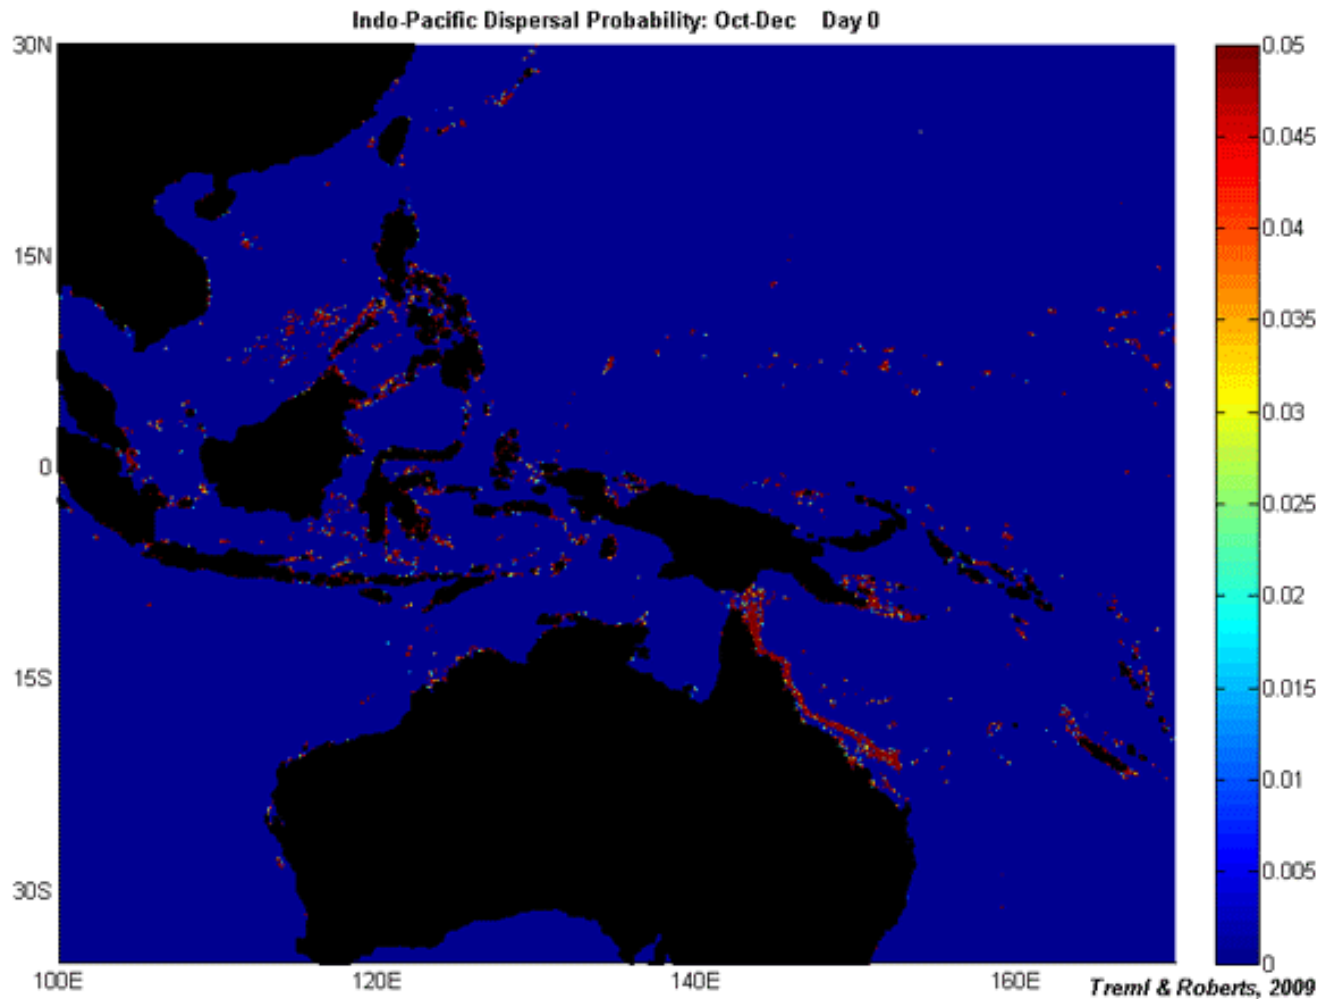 Indo-Pacific Dispersal Probability: Oct-Dec Day 0
30N
15N
0
15S
30S
100E
120E
140E
160E
0.05
0.045
0.04
0.035
0.03
0.025
0.02
0.015
0.01
0.005
0
Treml & Roberts, 2009